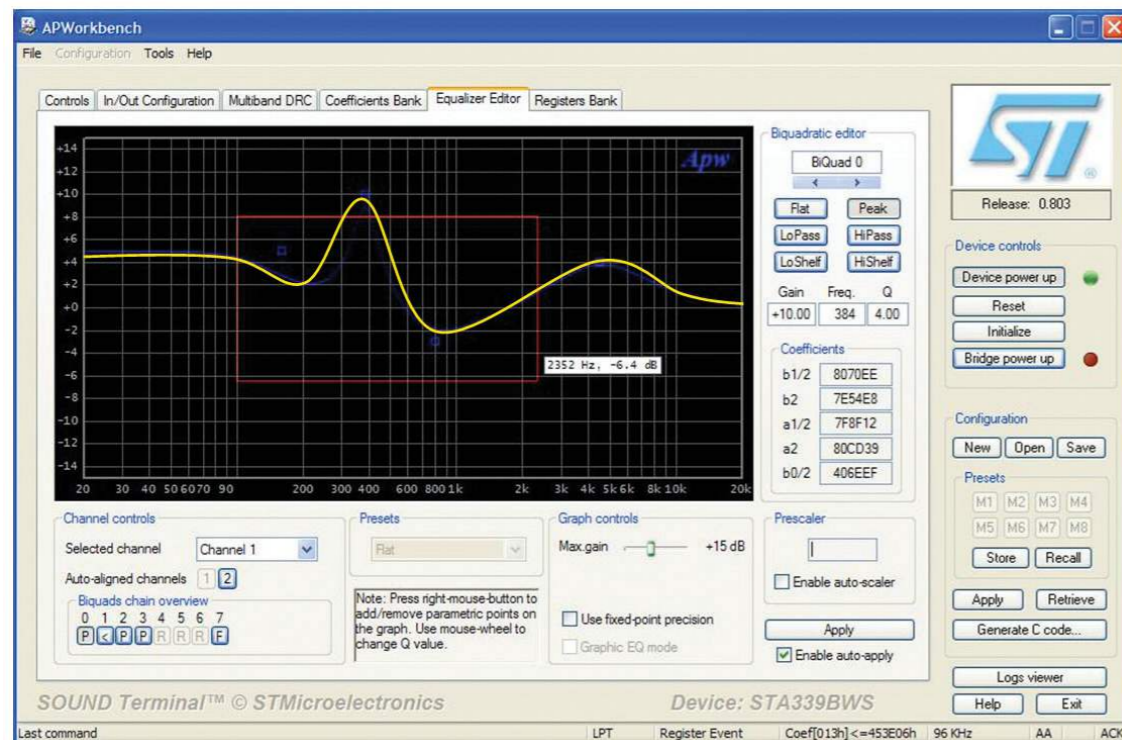 APWorkbench
File Configuration Tools Help
Controls In/Out Configuration Multiband DRC Coefficients Bank Equalizer Editor Registers Bank
Apw
+14
+12
+10
+8
+6
+4
+2
+0
-2
-4
-6
-8
-10
-12
-14
2352 Hz, -6.4 dB
20 30 40 50 60 70 90 200 300 400 600 800 1k 2k 3k 4k 5k 6k 8k 10k 20k
Biquadratic editor
BiQuad 0
< >
Flat Peak
LoPass HiPass
LoShelf HiShelf
Gain Freq. Q
+10.00 384 4.00
Coefficients
b1/2 8070EE
b2 7E54E8
a1/2 7F8F12
a2 80CD39
b0/2 406EEF
ST
®
Release: 0.803
Device controls
Device power up
Reset
Initialize
Bridge power up
Configuration
New Open Save
Presets
M1 M2 M3 M4
M5 M6 M7 M8
Store Recall
Apply Retrieve
Generate C code...
Logs viewer
Help Exit
Channel controls
Selected channel Channel 1
Auto-aligned channels 1 2
Biquads chain overview
0 1 2 3 4 5 6 7
P < P P R R R F
Presets
Flat
Note: Press right-mouse-button to
add/remove parametric points on
the graph. Use mouse-wheel to
change Q value.
Graph controls
Max.gain +15 dB
Use fixed-point precision
Graphic EQ mode
Prescaler
Enable auto-scaler
Apply
Enable auto-apply
SOUND Terminal™ © STMicroelectronics Device: STA339BWS
Last command LPT Register Event Coef[013h]<=453E06h 96 KHz AA ACK